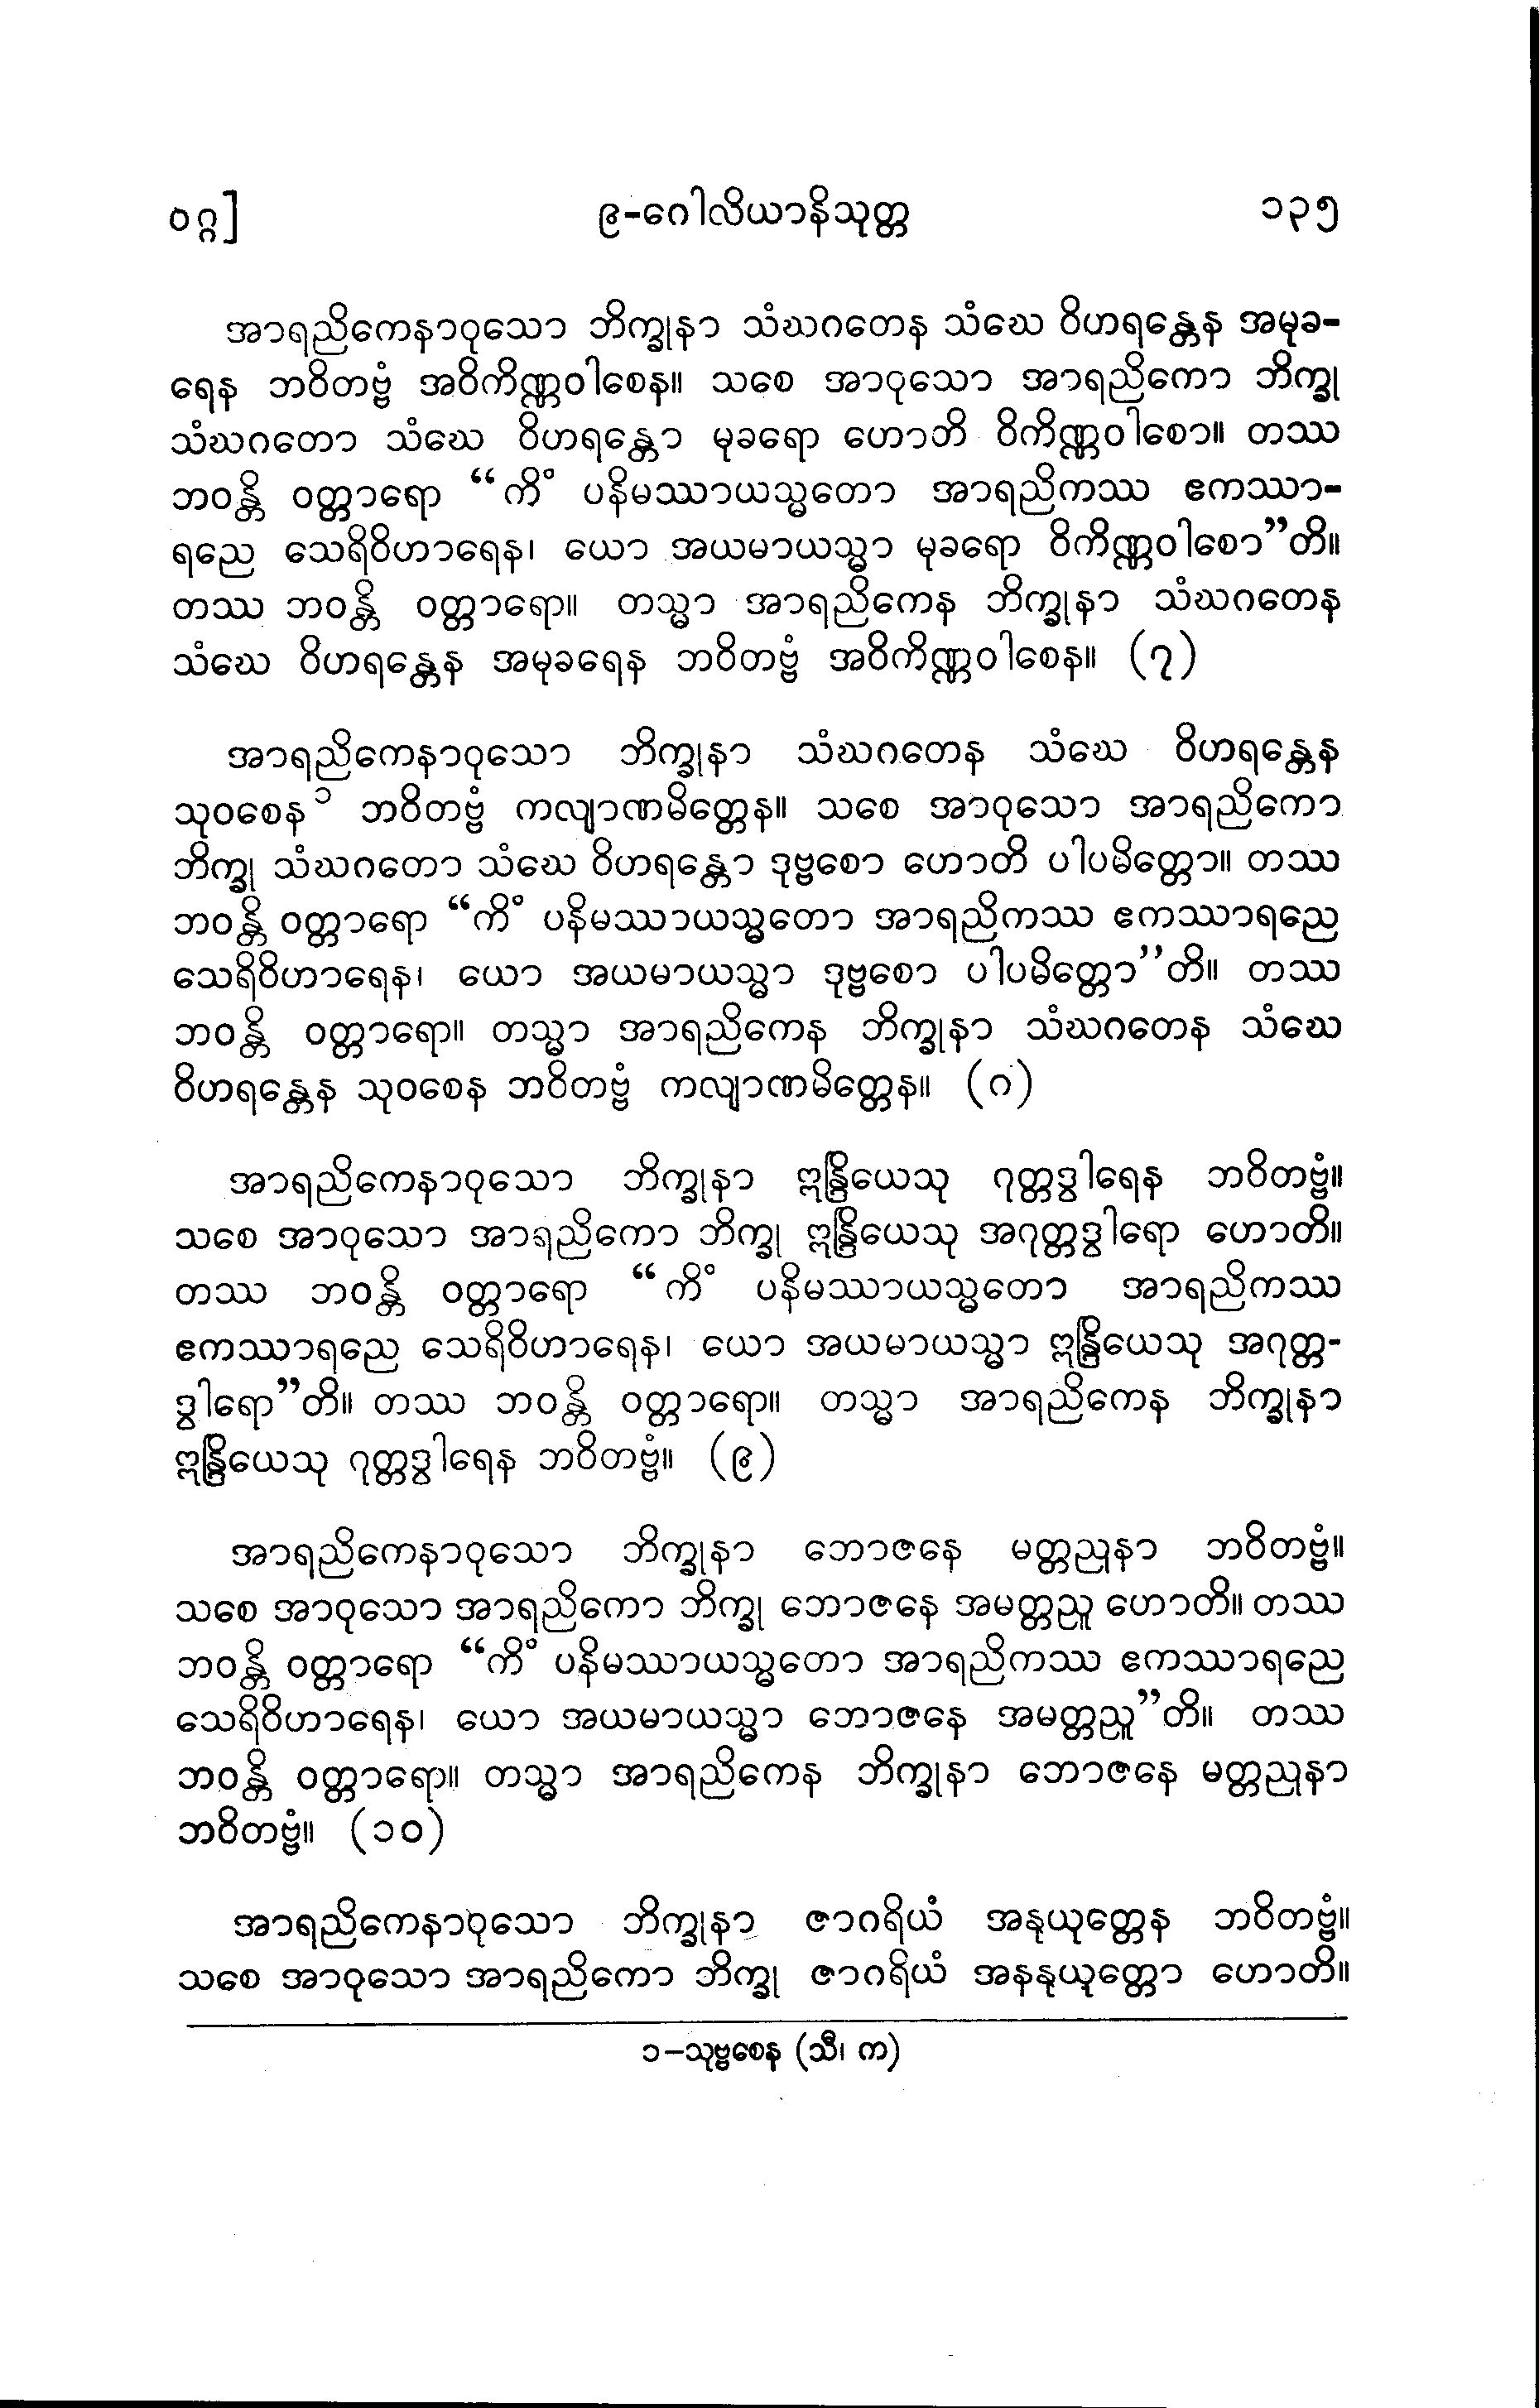 ဝဂ္ဂ]
၉-ဂေါလိယာနိသုတ္တ
၁၃၅
အာရညိကေနာဝုသော ဘိက္ခုနာ သံဃဂတေန သံဃေ ဝိဟရန္တေန အမုခ-
ရေန ဘဝိတဗ္ဗံ အဝိကိဏ္ဏဝါစေန။ သစေ အာဝုသော အာရညိကော ဘိက္ခု
သံဃဂတော သံဃေ ဝိဟရန္တော မုခရော ဟောဘိ ဝိကိဏ္ဏဝါစော။ တဿ
ဘဝန္တိ ဝတ္တာရော “ကိံ ပနိမဿာယသ္မတော အာရညိကဿ ဧကဿာ-
ရညေ သေရိဝိဟာရေန၊ ယော အယမာယသ္မာ မုခရော ဝိကိဏ္ဏဝါစော”တိ။
တဿ ဘဝန္တိ ဝတ္တာရော။ တသ္မာ အာရညိကေန ဘိက္ခုနာ သံဃဂတေန
သံဃေ ဝိဟရန္တေန အမုခရေန ဘဝိတဗ္ဗံ အဝိကိဏ္ဏဝါစေန။ (၇)
အာရညိကေနာဝုသော ဘိက္ခုနာ သံဃဂတေန သံဃေ ဝိဟရန္တေန
သုဝစေန၁ ဘဝိတဗ္ဗံ ကလျာဏမိတ္တေန။ သစေ အာဝုသော အာရညိကော
ဘိက္ခု သံဃဂတော သံဃေ ဝိဟရန္တော ဒုဗ္ဗစော ဟောတိ ပါပမိတ္တော။ တဿ
ဘဝန္တိ ဝတ္တာရော “ကိံ ပနိမဿာယသ္မတော အာရညိကဿ ဧကဿာရညေ
သေရိဝိဟာရေန၊ ယော အယမာယသ္မာ ဒုဗ္ဗစော ပါပမိတ္တော”တိ။ တဿ
ဘဝန္တိ ဝတ္တာရော။ တသ္မာ အာရညိကေန ဘိက္ခုနာ သံဃဂတေန သံဃေ
ဝိဟရန္တေန သုဝစေန ဘဝိတဗ္ဗံ ကလျာဏမိတ္တေန။ (၈)
အာရညိကေနာဝုသော ဘိက္ခုနာ ဣန္ဒြိယေသု ဂုတ္တဒွါရေန ဘဝိတဗ္ဗံ။
သစေ အာဝုသော အာရညိကော ဘိက္ခု ဣန္ဒြိယေသု အဂုတ္တဒွါရော ဟောတိ။
တဿ ဘဝန္တိ ဝတ္တာရော “ကိံ ပနိမဿာယသ္မတော အာရညိကဿ
ဧကဿာရညေ သေရိဝိဟာရေန၊ ယော အယမာယသ္မာ ဣန္ဒြိယေသု အဂုတ္တ-
ဒွါရော”တိ။ တဿ ဘဝန္တိ ဝတ္တာရော။ တသ္မာ အာရညိကေန ဘိက္ခုနာ
ဣန္ဒြိယေသု ဂုတ္တဒွါရေန ဘဝိတဗ္ဗံ။ (၉)
အာရညိကေနာဝုသော ဘိက္ခုနာ ဘောဇနေ မတ္တညုနာ ဘဝိတဗ္ဗံ။
သစေ အာဝုသော အာရညိကော ဘိက္ခု ဘောဇနေ အမတ္တညူ ဟောတိ။ တဿ
ဘဝန္တိ ဝတ္တာရော “ကိံ ပနိမဿာယသ္မတော အာရညိကဿ ဧကဿာရညေ
သေရိဝိဟာရေန၊ ယော အယမာယသ္မာ ဘောဇနေ အမတ္တညူ”တိ။ တဿ
ဘဝန္တိ ဝတ္တာရော။ တသ္မာ အာရညိကေန ဘိက္ခုနာ ဘောဇနေ မတ္တညုနာ
ဘဝိတဗ္ဗံ။ (၁၀)
အာရညိကေနာဝုသော ဘိက္ခုနာ ဇာဂရိယံ အနုယုတ္တေန ဘဝိတဗ္ဗံ။
သစေ အာဝုသော အာရညိကော ဘိက္ခု ဇာဂရိယံ အနနုယုတ္တော ဟောတိ။
၁-သုဗ္ဗစေန (သီ၊ က)